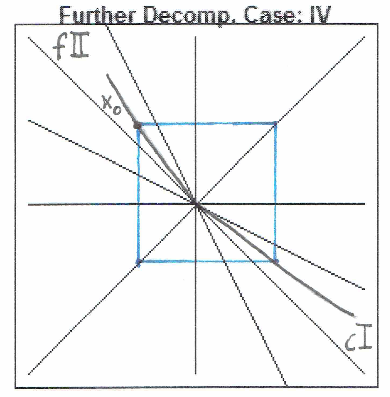 Further Decomp. Case: IV
fII
x₀
cI